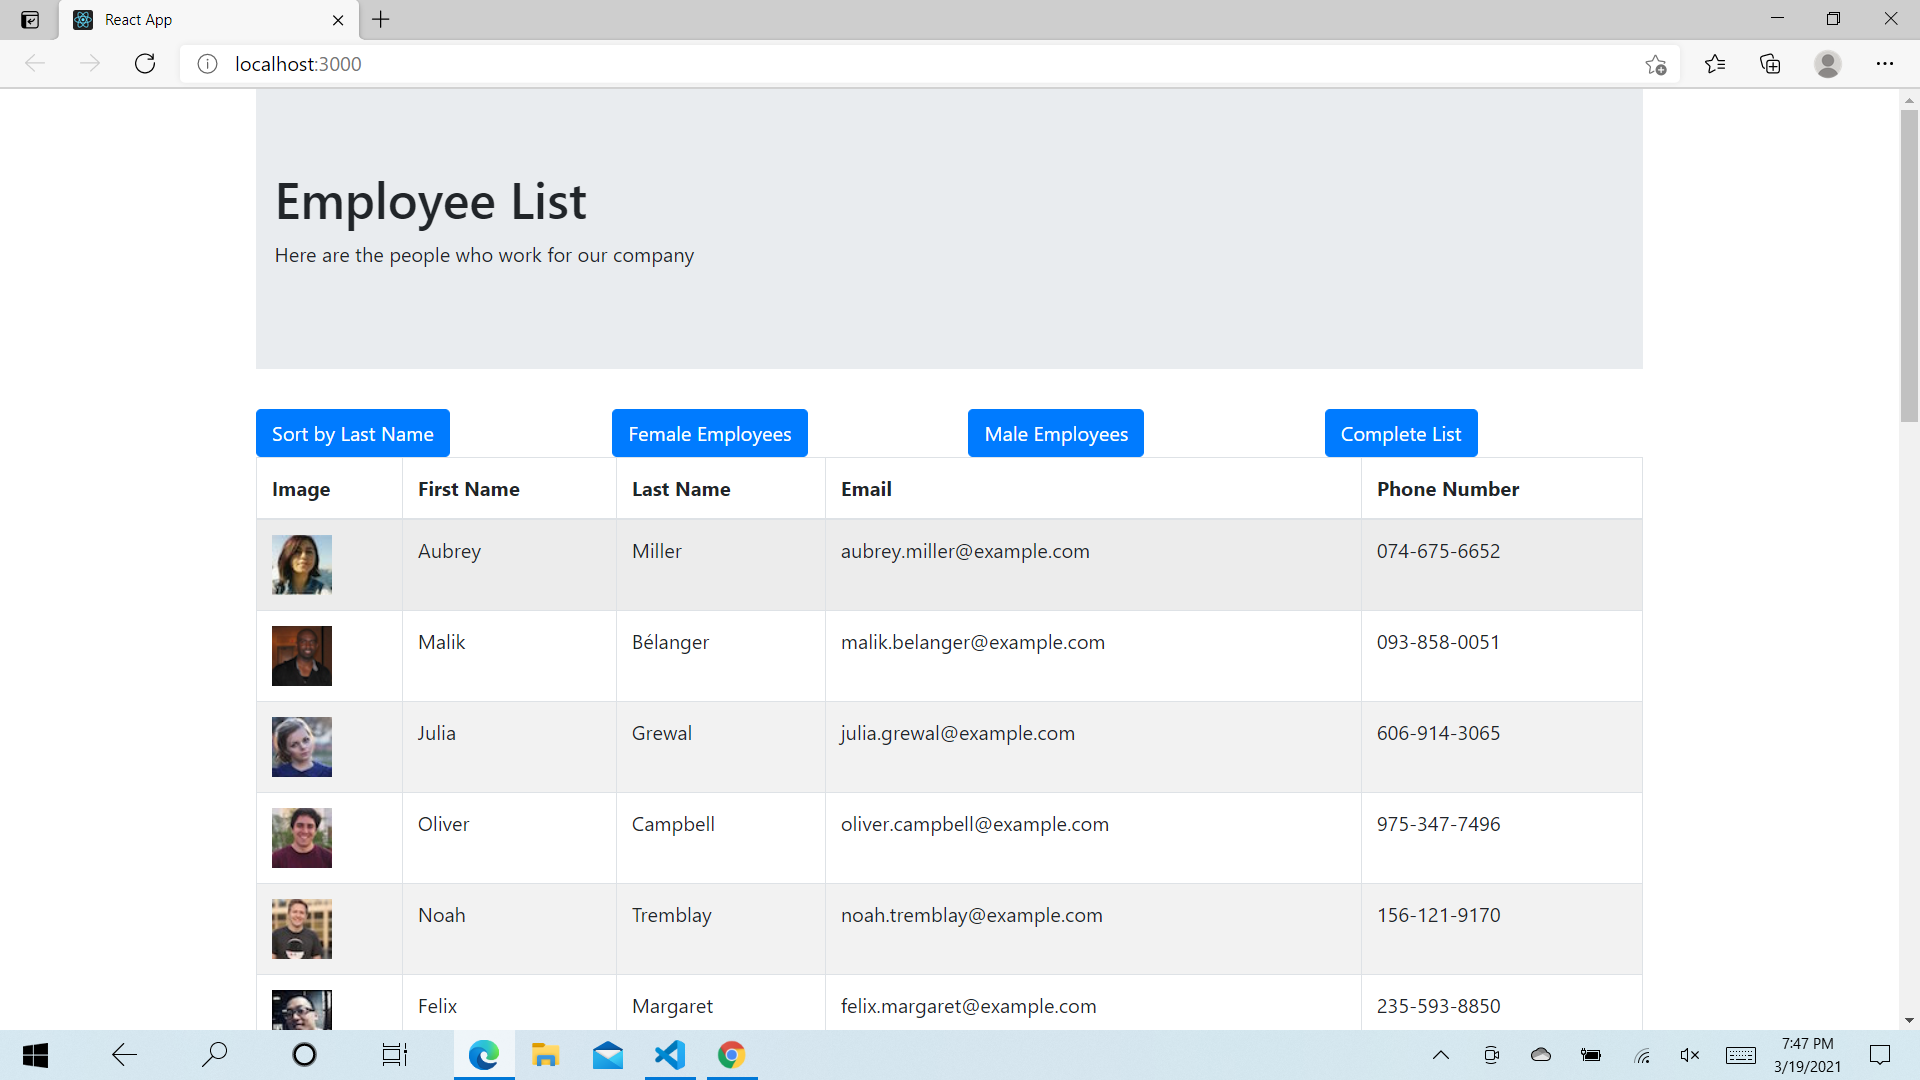 React App
localhost:3000
Employee List
Here are the people who work for our company
Sort by Last Name Female Employees Male Employees Complete List
Image First Name Last Name Email Phone Number
Aubrey Miller aubrey.miller@example.com 074-675-6652
Malik Bélanger malik.belanger@example.com 093-858-0051
Julia Grewal julia.grewal@example.com 606-914-3065
Oliver Campbell oliver.campbell@example.com 975-347-7496
Noah Tremblay noah.tremblay@example.com 156-121-9170
Felix Margaret felix.margaret@example.com 235-593-8850
7:47 PM
3/19/2021